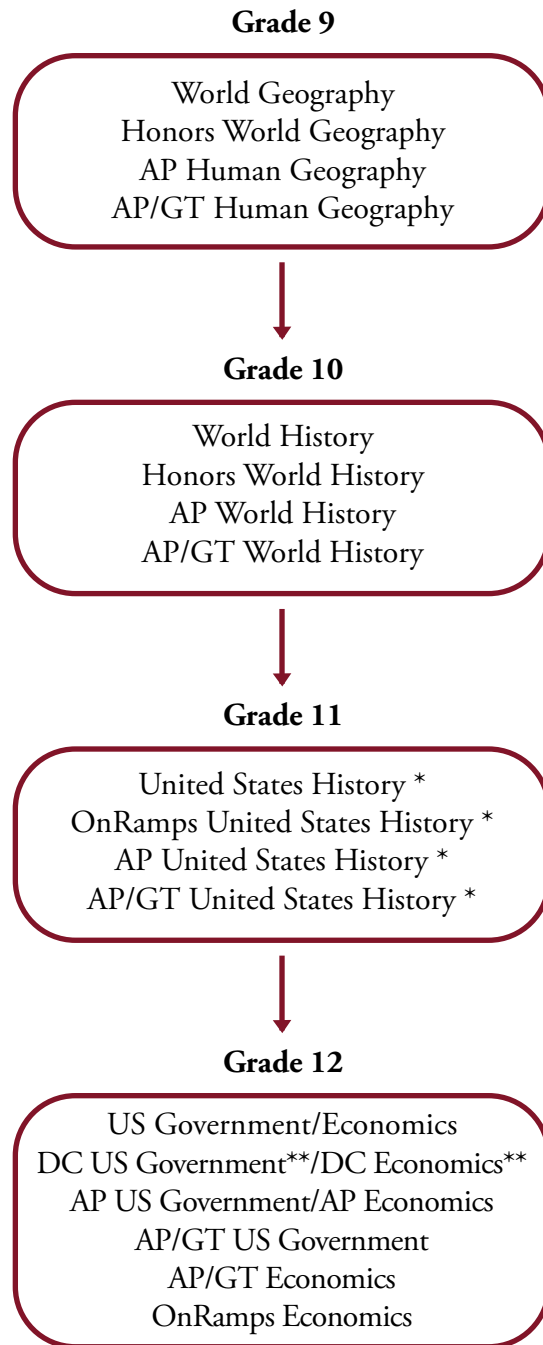 Grade 9
World Geography
Honors World Geography
AP Human Geography
AP/GT Human Geography
Grade 10
World History
Honors World History
AP World History
AP/GT World History
Grade 11
United States History *
OnRamps United States History *
AP United States History *
AP/GT United States History *
Grade 12
US Government/Economics
DC US Government**/DC Economics**
AP US Government/AP Economics
AP/GT US Government
AP/GT Economics
OnRamps Economics